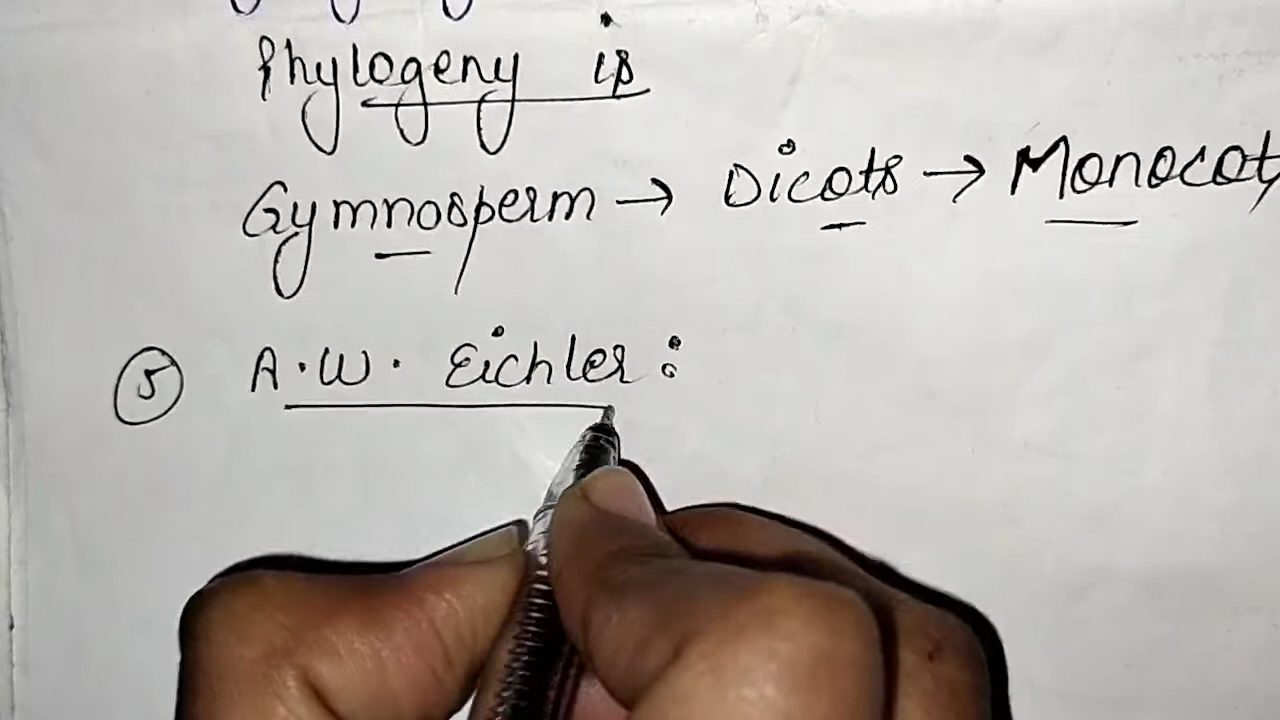 Phylogeny is
Gymnosperm → Dicots → Monocot
⑤ A.W. Eichler: